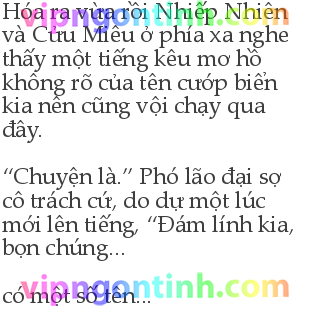 Hóa ra vừa rồi Nhiếp Nhiên
vipngontinh.com
và Cửu Miêu ở phía xa nghe
thấy một tiếng kêu mơ hồ
không rõ của tên cướp biển
kia nên cũng vội chạy qua
đây.
“Chuyện là.” Phó lão đại sợ
cô trách cứ, do dự một lúc
mới lên tiếng, “Đám lính kia,
bọn chúng...
vipngontinh.com
có một số tên...